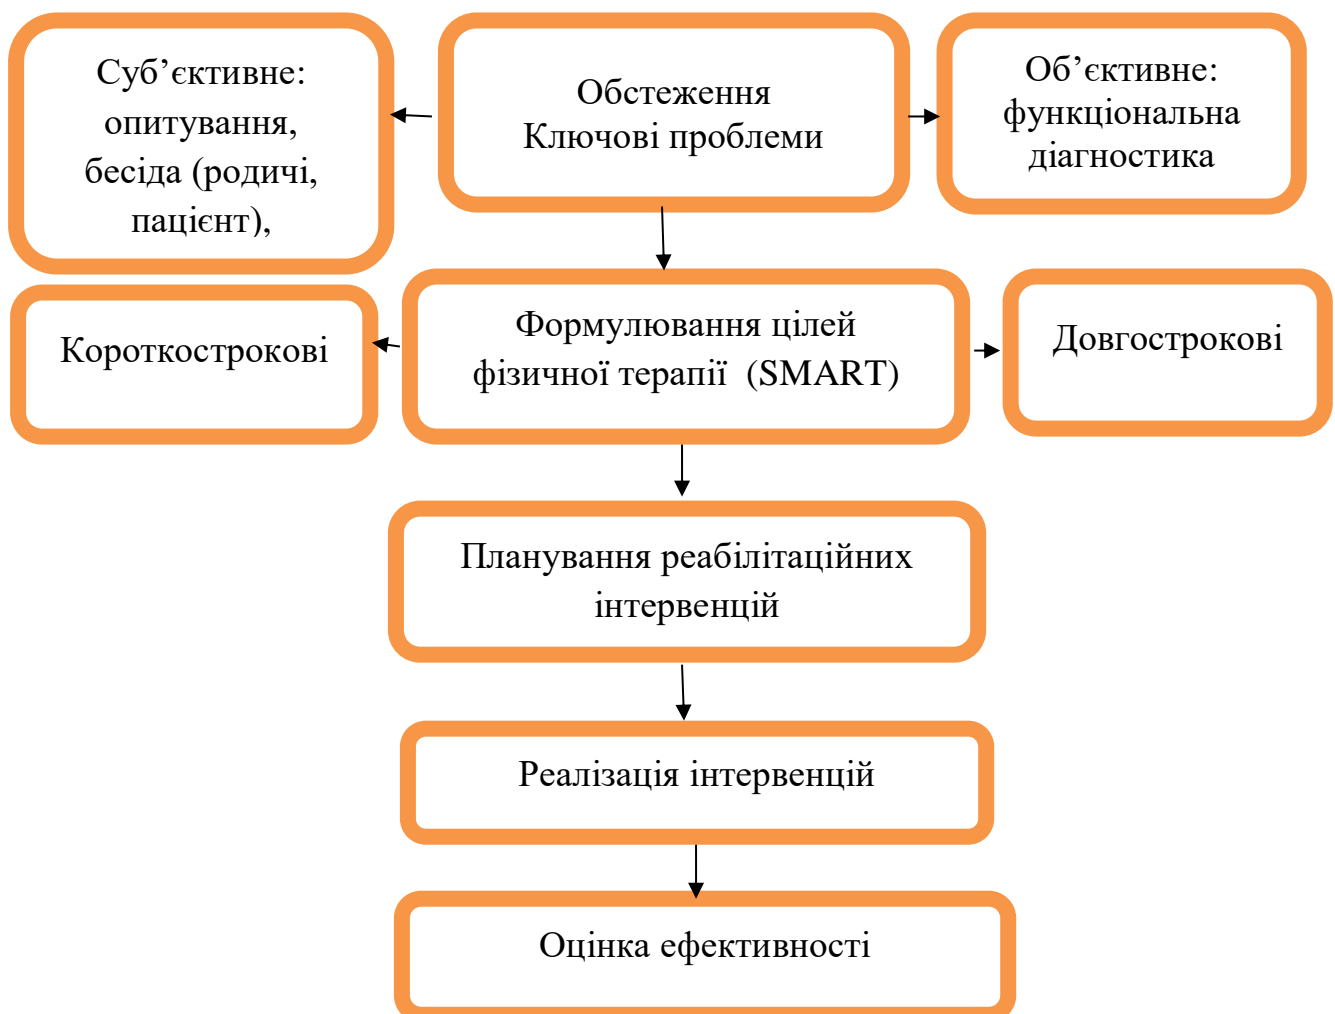 Суб’єктивне:
опитування,
бесіда (родичі,
пацієнт),
Обстеження
Ключові проблеми
Об’єктивне:
функціональна
діагностика
Короткострокові
Формулювання цілей
фізичної терапії (SMART)
Довгострокові
Планування реабілітаційних
інтервенцій
Реалізація інтервенцій
Оцінка ефективності